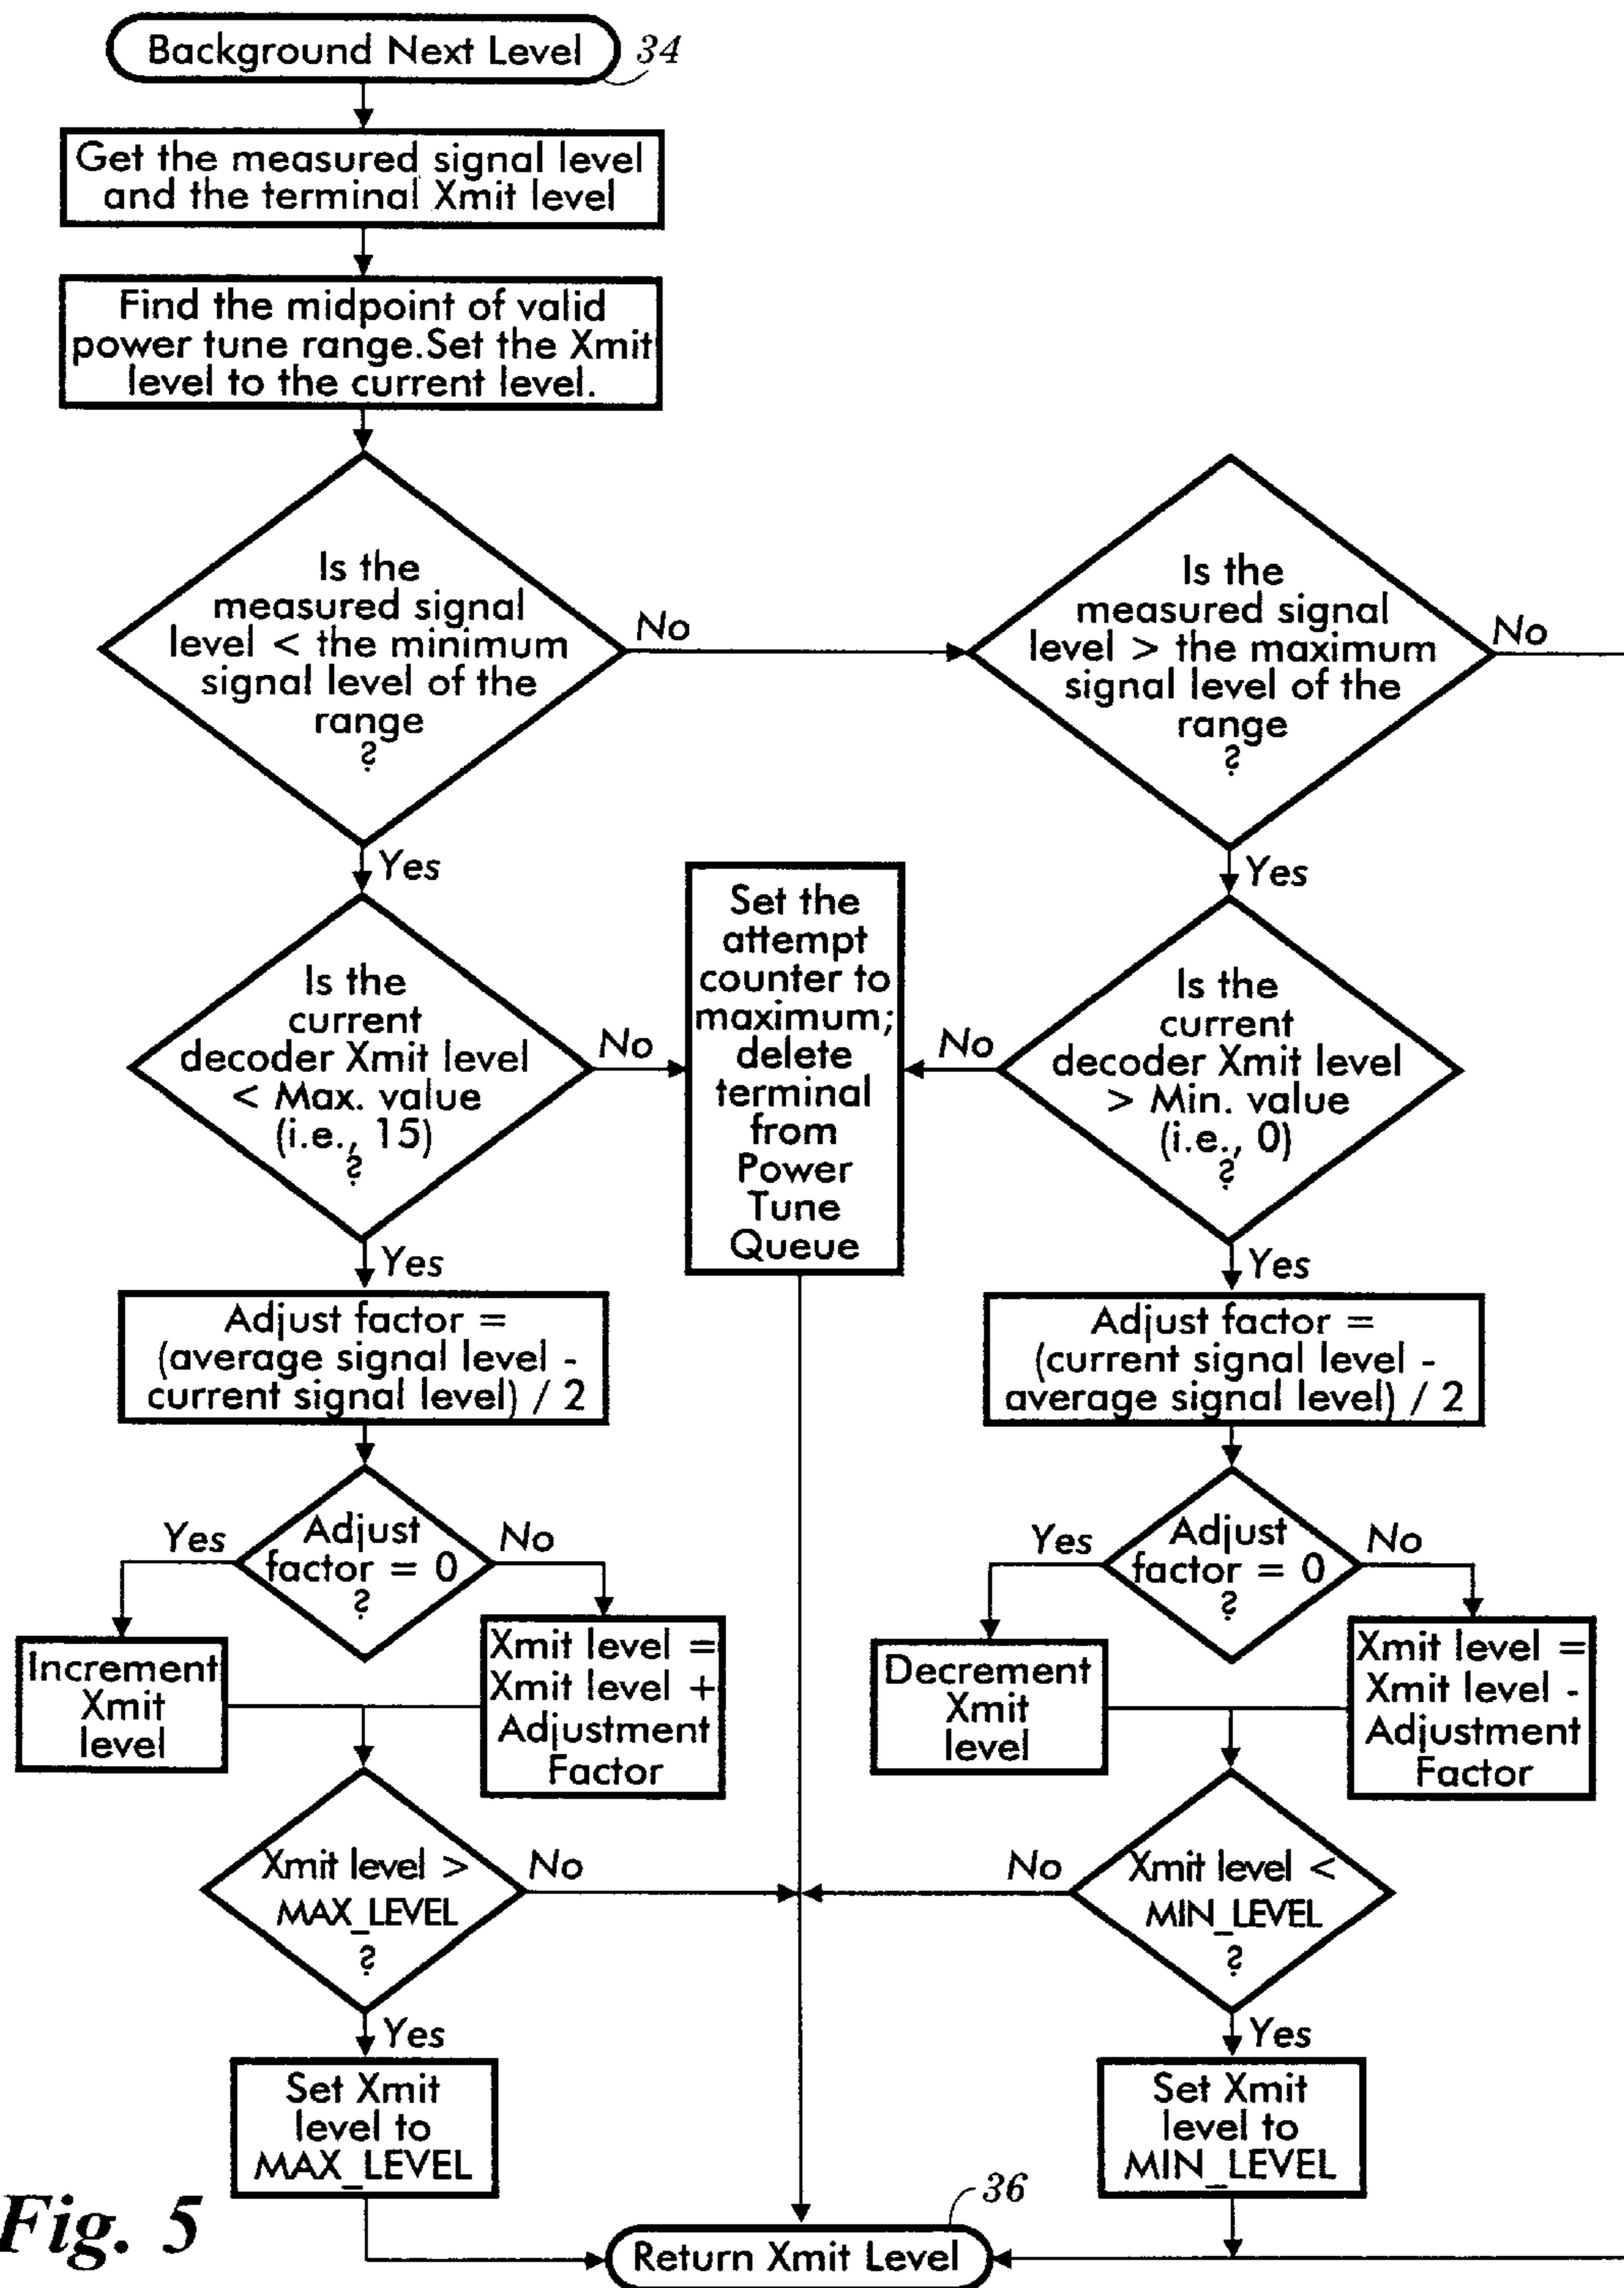 Background Next Level
34
Get the measured signal level
and the terminal Xmit level
Find the midpoint of valid
power tune range.Set the Xmit
level to the current level.
Is the
measured signal
level < the minimum
signal level of the
range
?
No
Yes
Is the
measured signal
level > the maximum
signal level of the
range
?
No
Yes
Is the
current
decoder Xmit level
< Max. value
(i.e., 15)
?
No
Yes
Set the
attempt
counter to
maximum;
delete
terminal
from
Power
Tune
Queue
Is the
current
decoder Xmit level
> Min. value
(i.e., 0)
?
No
Yes
Adjust factor =
(average signal level -
current signal level) / 2
Adjust factor =
(current signal level -
average signal level) / 2
Adjust
factor = 0
?
Yes
No
Increment
Xmit
level
Xmit level =
Xmit level +
Adjustment
Factor
Adjust
factor = 0
?
Yes
No
Decrement
Xmit
level
Xmit level =
Xmit level -
Adjustment
Factor
Xmit level >
MAX_LEVEL
?
No
Yes
Xmit level <
MIN_LEVEL
?
No
Yes
Set Xmit
level to
MAX_LEVEL
Set Xmit
level to
MIN_LEVEL
36
Return Xmit Level
Fig. 5